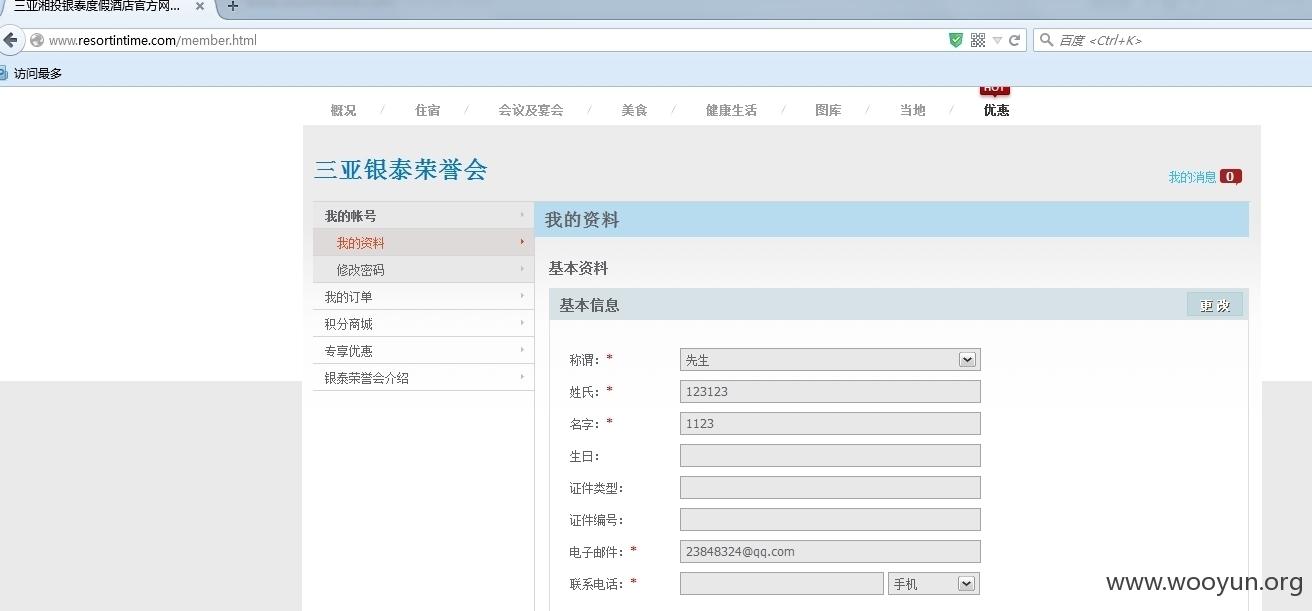 三亚湘投银泰度假酒店官方网... × +
www.resortintime.com/member.html
百度 <Ctrl+K>
访问最多
HOT
概况 / 住宿 / 会议及宴会 / 美食 / 健康生活 / 图库 / 当地 / 优惠
三亚银泰荣誉会
我的消息 0
我的帐号
我的资料
修改密码
我的订单
积分商城
专享优惠
银泰荣誉会介绍
我的资料
基本资料
基本信息 更改
称谓：* 先生
姓氏：* 123123
名字：* 1123
生日：
证件类型：
证件编号：
电子邮件：* 23848324@qq.com
联系电话：* 手机
www.wooyun.org